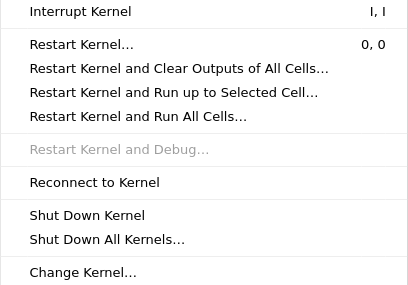 Interrupt Kernel I, I
Restart Kernel… 0, 0
Restart Kernel and Clear Outputs of All Cells…
Restart Kernel and Run up to Selected Cell…
Restart Kernel and Run All Cells…
Restart Kernel and Debug…
Reconnect to Kernel
Shut Down Kernel
Shut Down All Kernels…
Change Kernel…